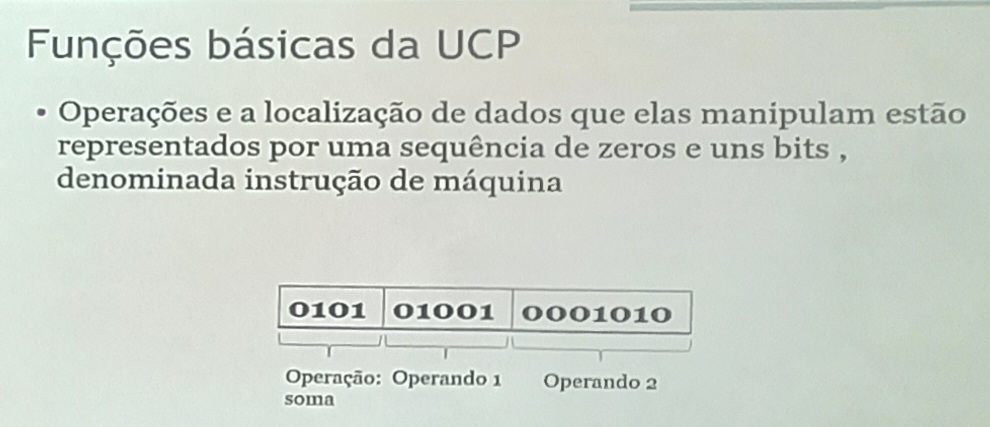 Funções básicas da UCP
• Operações e a localização de dados que elas manipulam estão
representados por uma sequência de zeros e uns bits ,
denominada instrução de máquina
0101 01001 0001010
Operação: Operando 1 Operando 2
soma